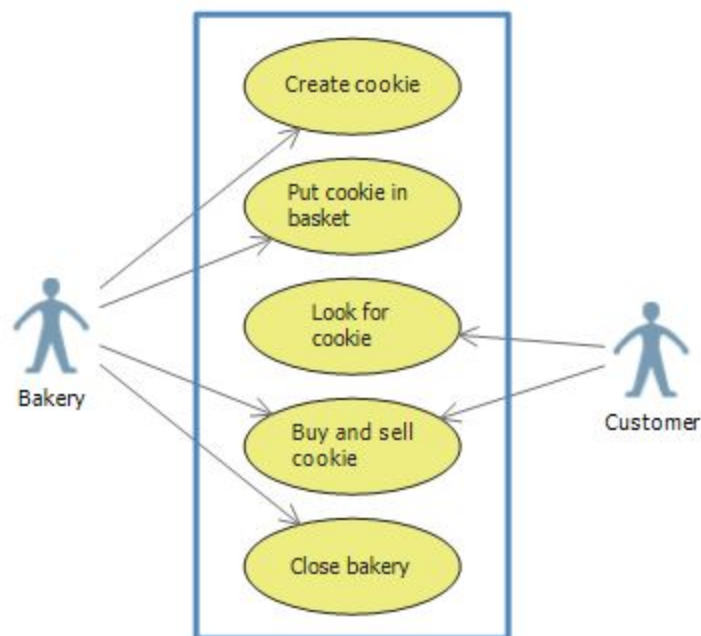 Create cookie
Put cookie in
basket
Look for
cookie
Bakery
Customer
Buy and sell
cookie
Close bakery